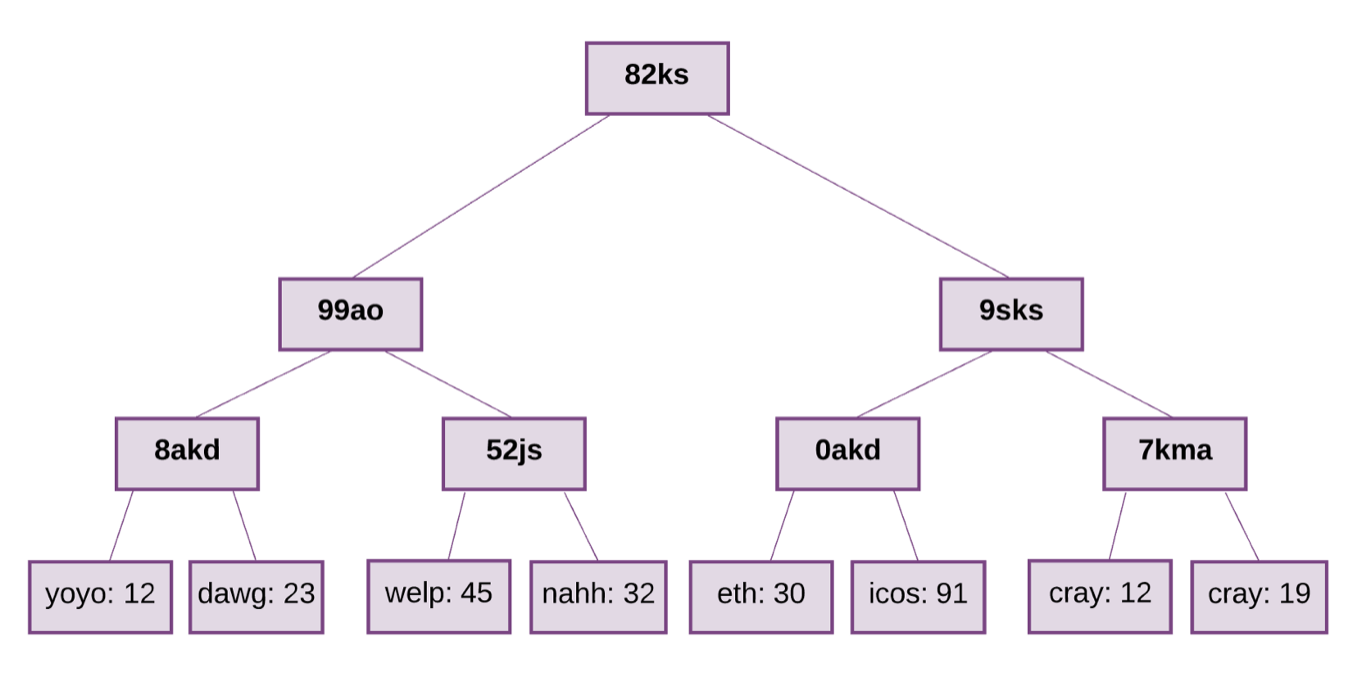 82ks
99ao
9sks
8akd
52js
0akd
7kma
yoyo: 12
dawg: 23
welp: 45
nahh: 32
eth: 30
icos: 91
cray: 12
cray: 19